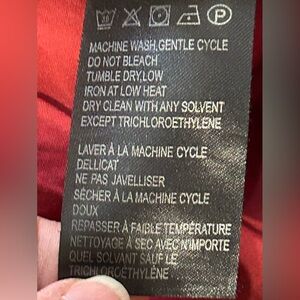 MACHINE WASH,GENTLE CYCLE
DO NOT BLEACH
TUMBLE DRY,LOW
IRON AT LOW HEAT
DRY CLEAN WITH ANY SOLVENT
EXCEPT TRICHLOROETHYLENE
LAVER À LA MACHINE CYCLE
DELLICAT
NE PAS JAVELLISER
SÉCHER À LA MACHINE CYCLE
DOUX
REPASSER À FAIBLE TEMPÉRATURE
NETTOYAGE À SEC AVEC N'IMPORTE
QUEL SOLVANT SAUF LE
TRICHLOROÉTHYLÈNE